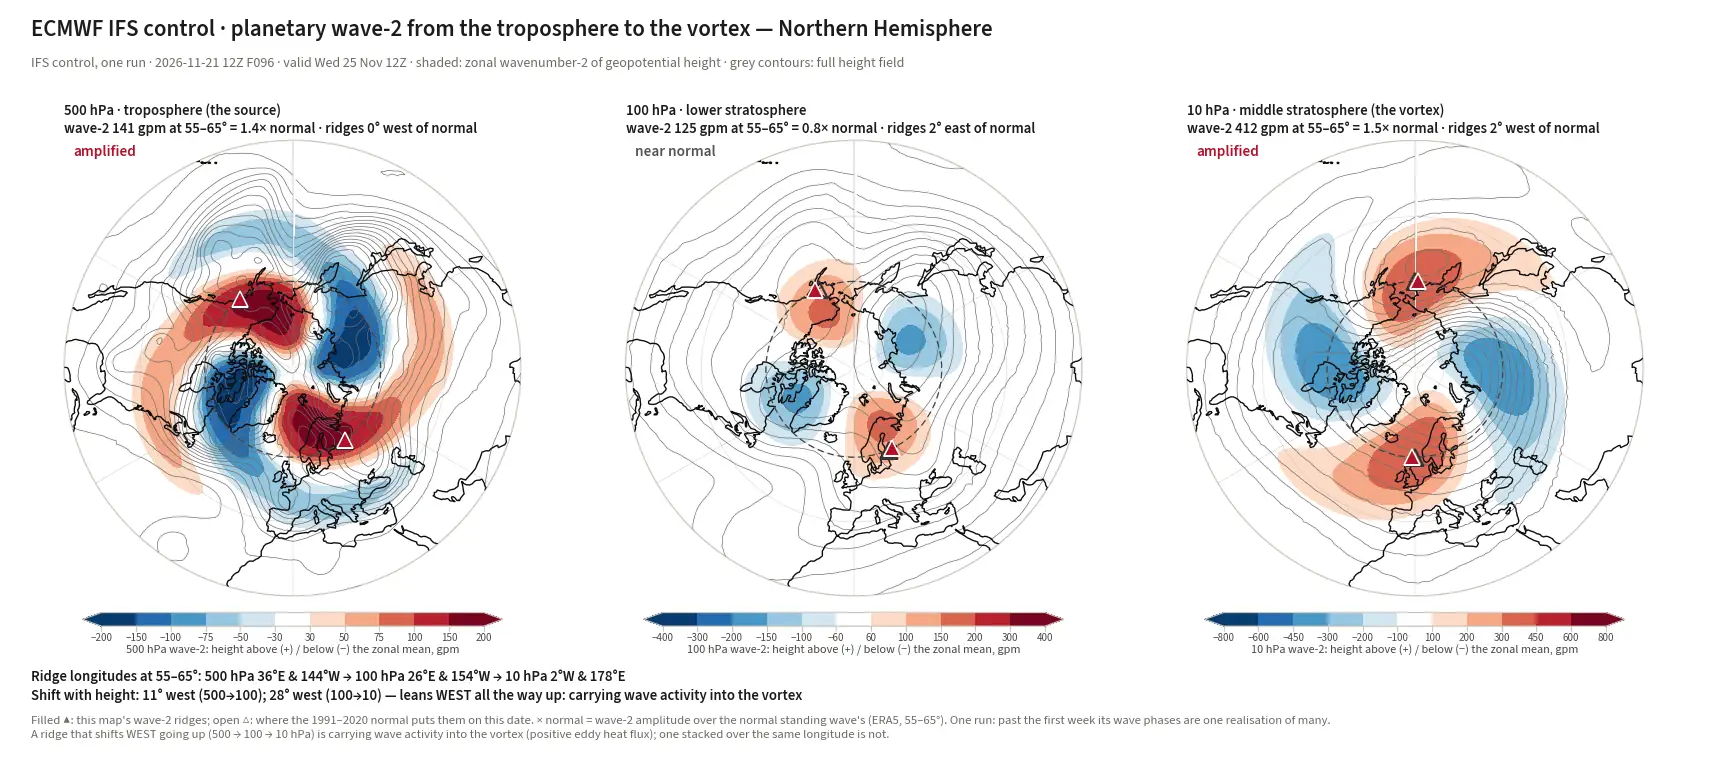 ECMWF IFS control · planetary wave-2 from the troposphere to the vortex — Northern Hemisphere
IFS control, one run · 2026-11-21 12Z F096 · valid Wed 25 Nov 12Z · shaded: zonal wavenumber-2 of geopotential height · grey contours: full height field
500 hPa · troposphere (the source)
wave-2 141 gpm at 55–65° = 1.4× normal · ridges 0° west of normal
amplified
100 hPa · lower stratosphere
wave-2 125 gpm at 55–65° = 0.8× normal · ridges 2° east of normal
near normal
10 hPa · middle stratosphere (the vortex)
wave-2 412 gpm at 55–65° = 1.5× normal · ridges 2° west of normal
amplified
−200 −150 −100 −75 −50 −30 30 50 75 100 150 200
500 hPa wave-2: height above (+) / below (−) the zonal mean, gpm
−400 −300 −200 −150 −100 −60 60 100 150 200 300 400
100 hPa wave-2: height above (+) / below (−) the zonal mean, gpm
−800 −600 −450 −300 −200 −100 100 200 300 450 600 800
10 hPa wave-2: height above (+) / below (−) the zonal mean, gpm
Ridge longitudes at 55–65°: 500 hPa 36°E & 144°W → 100 hPa 26°E & 154°W → 10 hPa 2°W & 178°E
Shift with height: 11° west (500→100); 28° west (100→10) — leans WEST all the way up: carrying wave activity into the vortex
Filled ▲: this map's wave-2 ridges; open △: where the 1991–2020 normal puts them on this date. × normal = wave-2 amplitude over the normal standing wave's (ERA5, 55–65°). One run: past the first week its wave phases are one realisation of many.
A ridge that shifts WEST going up (500 → 100 → 10 hPa) is carrying wave activity into the vortex (positive eddy heat flux); one stacked over the same longitude is not.